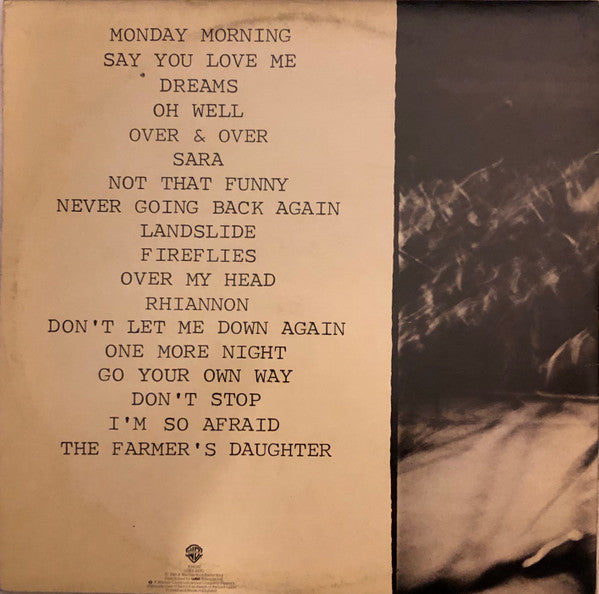 MONDAY MORNING
SAY YOU LOVE ME
DREAMS
OH WELL
OVER & OVER
SARA
NOT THAT FUNNY
NEVER GOING BACK AGAIN
LANDSLIDE
FIREFLIES
OVER MY HEAD
RHIANNON
DON'T LET ME DOWN AGAIN
ONE MORE NIGHT
GO YOUR OWN WAY
DON'T STOP
I'M SO AFRAID
THE FARMER'S DAUGHTER